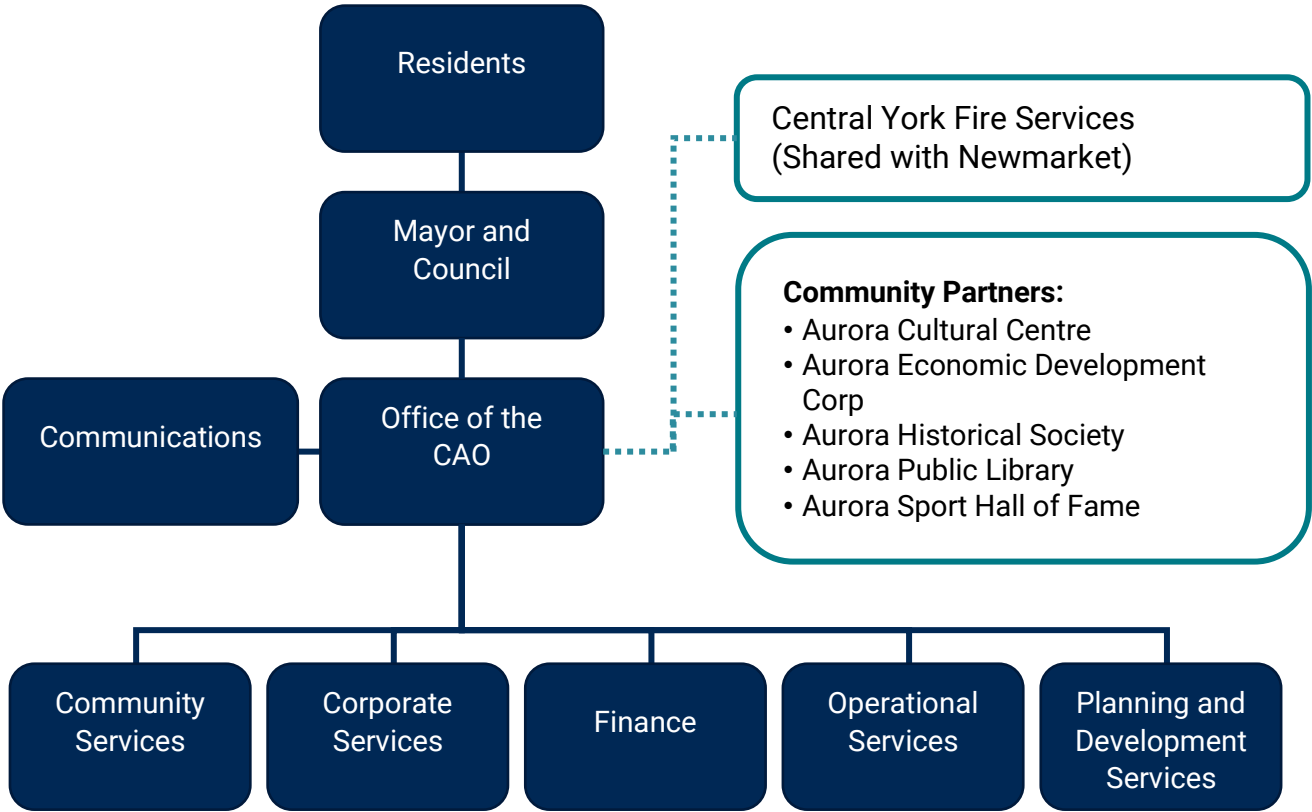 Residents
Central York Fire Services
(Shared with Newmarket)
Mayor and
Council
Community Partners:
• Aurora Cultural Centre
• Aurora Economic Development
Corp
• Aurora Historical Society
• Aurora Public Library
• Aurora Sport Hall of Fame
Communications
Office of the
CAO
Community
Services
Corporate
Services
Finance
Operational
Services
Planning and
Development
Services